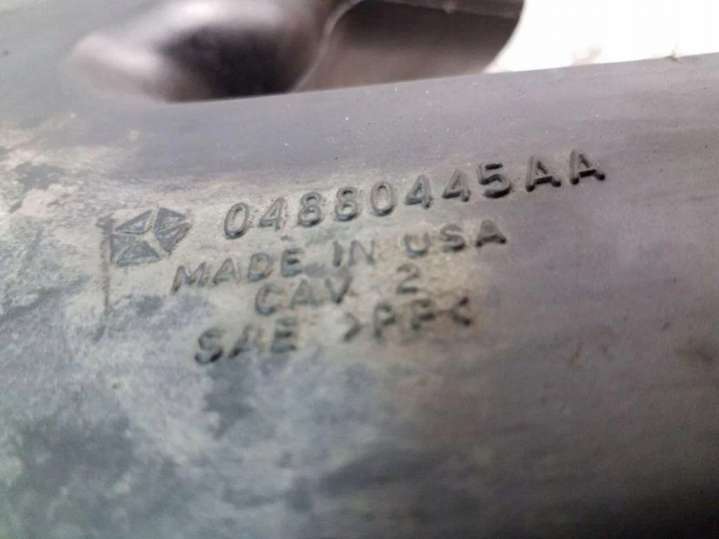 04880445AA
MADE IN USA
CAV 2
SAE >PP<